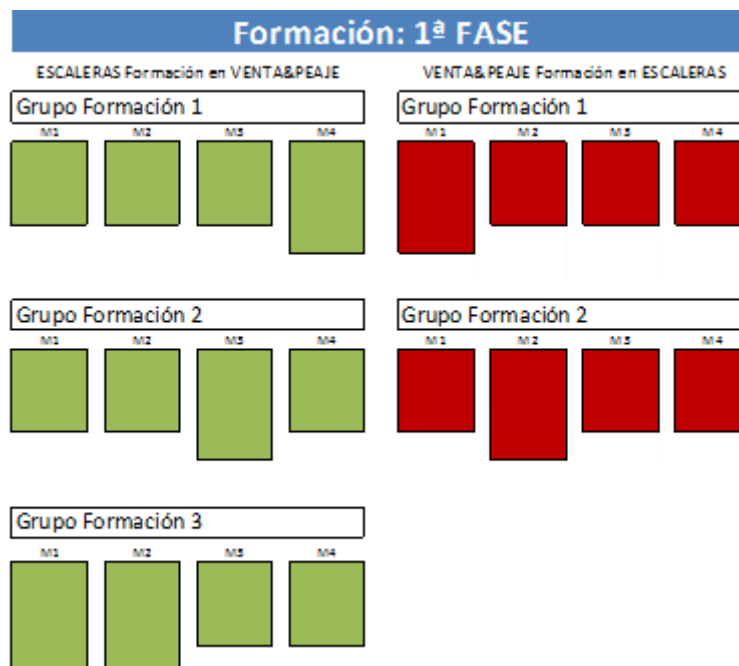 Formación: 1ª FASE
ESCALERAS Formación en VENTA&PEAJE
VENTA&PEAJE Formación en ESCALERAS
Grupo Formación 1
Grupo Formación 1
M1 M2 M3 M4
M1 M2 M3 M4
Grupo Formación 2
Grupo Formación 2
M1 M2 M3 M4
M1 M2 M3 M4
Grupo Formación 3
M1 M2 M3 M4